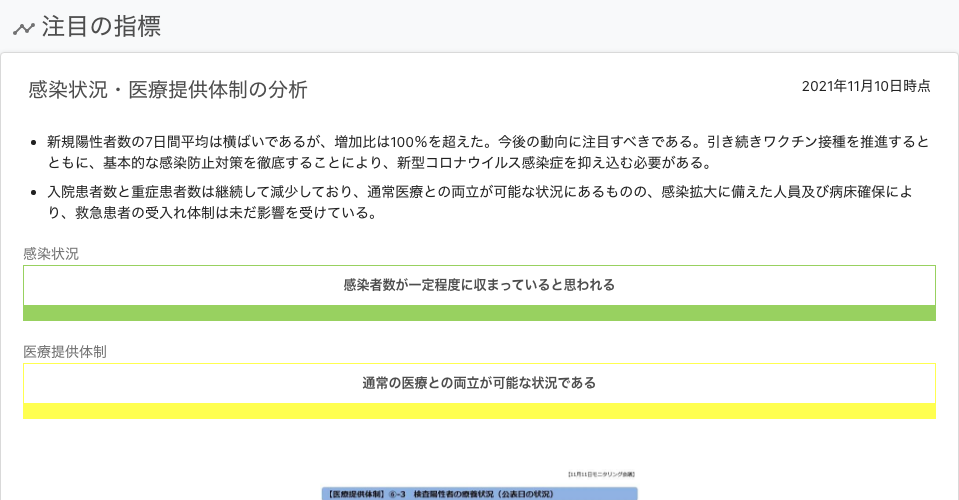 注目の指標
感染状況・医療提供体制の分析
2021年11月10日時点
新規陽性者数の7日間平均は横ばいであるが、増加比は100%を超えた。今後の動向に注目すべきである。引き続きワクチン接種を推進すると
ともに、基本的な感染防止対策を徹底することにより、新型コロナウイルス感染症を抑え込む必要がある。
入院患者数と重症患者数は継続して減少しており、通常医療との両立が可能な状況にあるものの、感染拡大に備えた人員及び病床確保によ
り、救急患者の受入れ体制は未だ影響を受けている。
感染状況
感染者数が一定程度に収まっていると思われる
医療提供体制
通常の医療との両立が可能な状況である
【11月11日モニタリング会議】
【医療提供体制】⑥-3 検査陽性者の療養状況（公表日の状況）